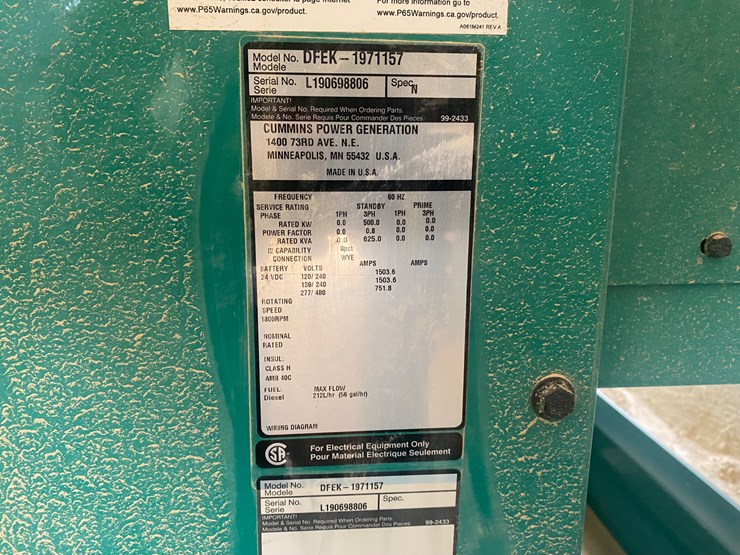 www.P65Warnings.ca.gov/product.
For more information go to
www.P65Warnings.ca.gov/product.
A061M241 REV A
Model No. DFEK - 1971157
Modele
Serial No. L190698806 Spec. N
Serie
IMPORTANT!
Model & Serial No. Required When Ordering Parts.
Modele & No. Serie Requis Pour Commander Des Pieces 99-2433
CUMMINS POWER GENERATION
1400 73RD AVE. N.E.
MINNEAPOLIS, MN 55432 U.S.A.
MADE IN U.S.A.
FREQUENCY 60 HZ
SERVICE RATING STANDBY PRIME
PHASE 1PH 3PH 1PH 3PH
RATED KW 0.0 500.0 0.0 0.0
POWER FACTOR 0.0 0.8 0.0 0.0
RATED KVA 0.0 625.0 0.0 0.0
CAPABILITY
CONNECTION WYE
BATTERY VOLTS AMPS AMPS
24 VDC 120/ 240 1503.6
139/ 240 1503.6
277/ 480 751.8
ROTATING
SPEED
1800RPM
NOMINAL
RATED
INSUL:
CLASS H
AMB 40C
FUEL MAX FLOW
Diesel 212L/hr (56 gal/hr)
WIRING DIAGRAM
For Electrical Equipment Only
Pour Material Electrique Seulement
Model No. DFEK - 1971157
Modele
Serial No. L190698806 Spec.
Serie
IMPORTANT!
Model & Serial No. Required When Ordering Parts
Modele & No. Serie Requis Pour Commander Des Pieces 99-2433